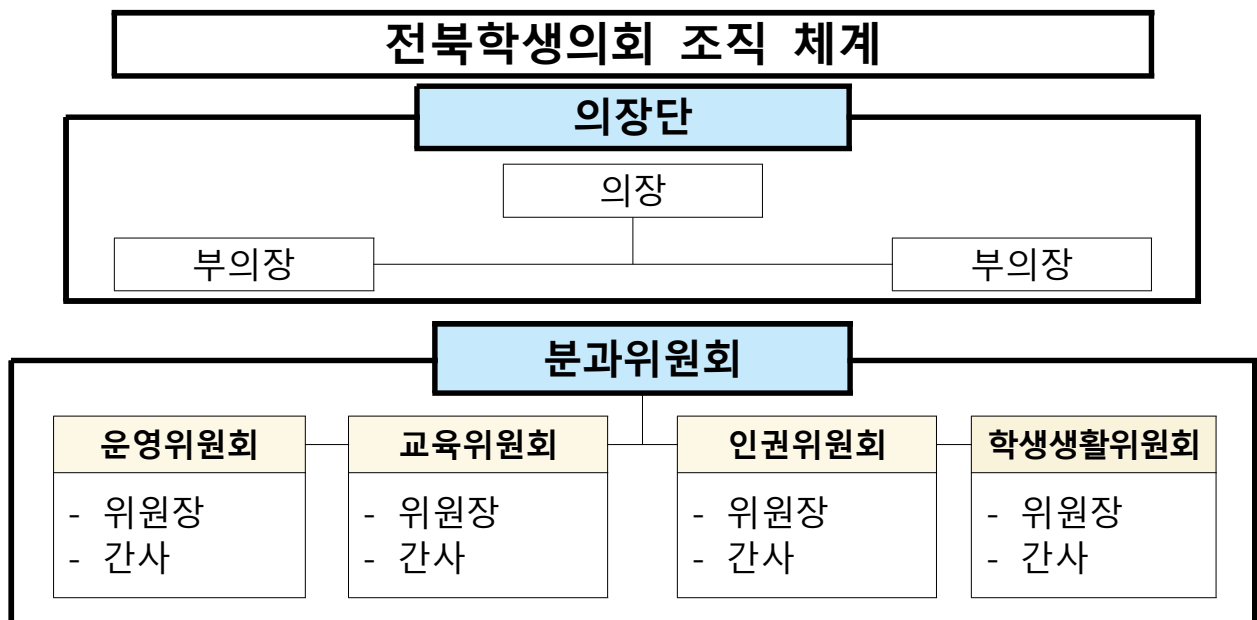 전북학생의회 조직 체계
의장단
의장
부의장 부의장
분과위원회
운영위원회 교육위원회 인권위원회 학생생활위원회
- 위원장 - 위원장 - 위원장 - 위원장
- 간사 - 간사 - 간사 - 간사